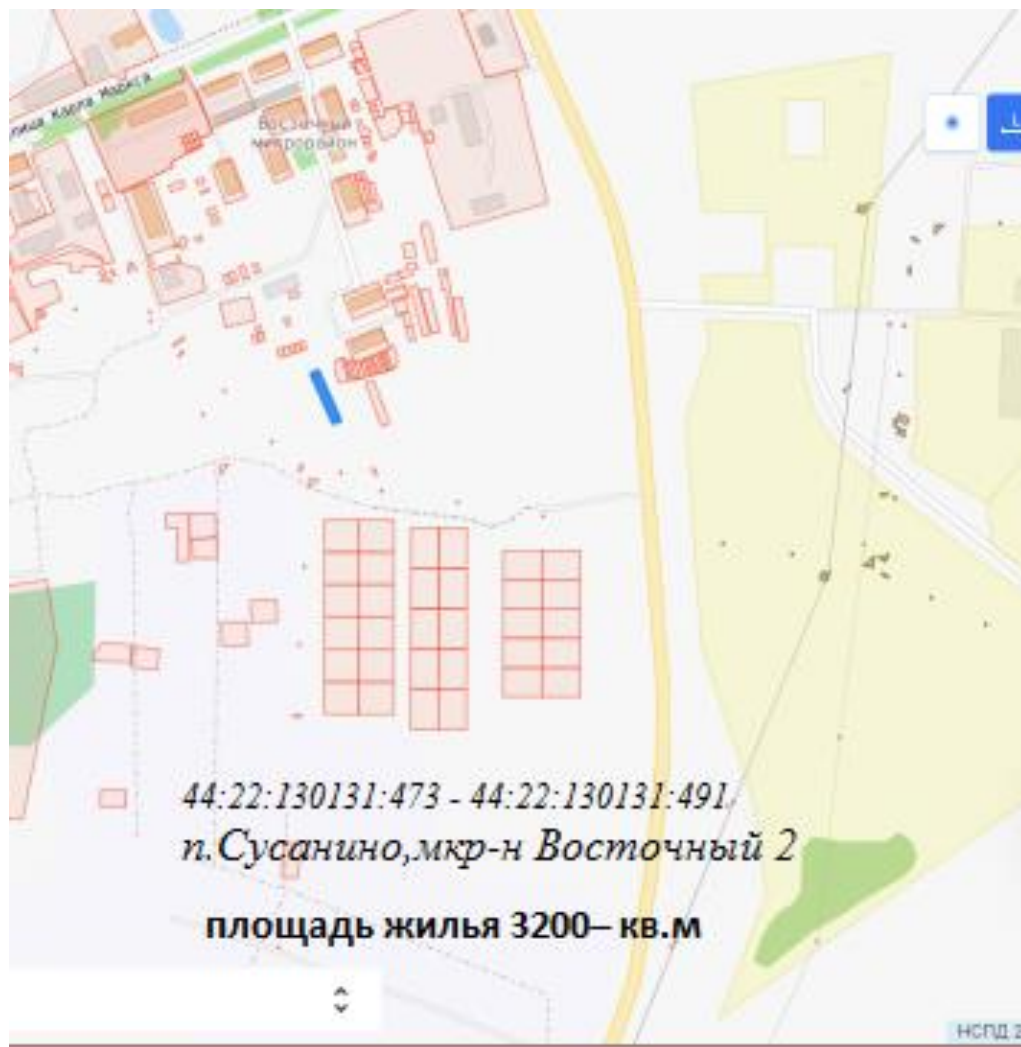 улица Карла Маркса
Восточный
микрорайон
44:22:130131:473 - 44:22:130131:491
п.Сусанино,мкр-н Восточный 2
площадь жилья 3200– кв.м
НСПД 2